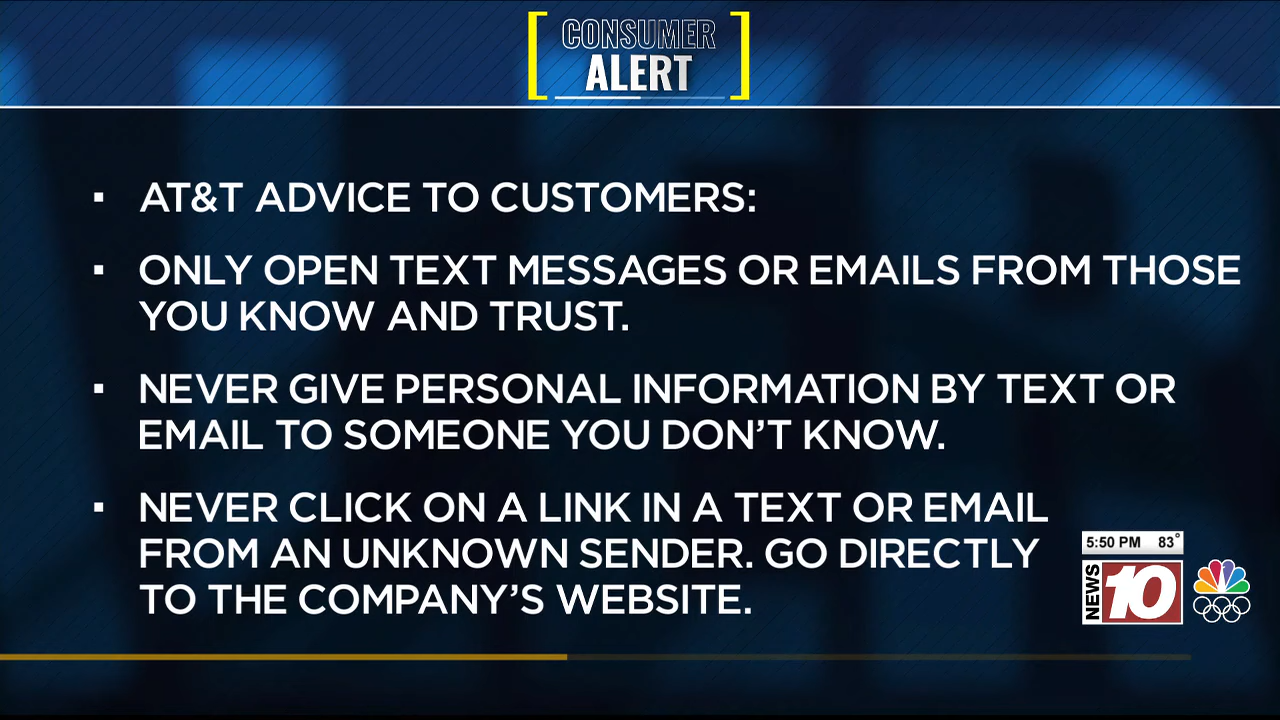 CONSUMER
ALERT
▪ AT&T ADVICE TO CUSTOMERS:
▪ ONLY OPEN TEXT MESSAGES OR EMAILS FROM THOSE
YOU KNOW AND TRUST.
▪ NEVER GIVE PERSONAL INFORMATION BY TEXT OR
EMAIL TO SOMEONE YOU DON’T KNOW.
▪ NEVER CLICK ON A LINK IN A TEXT OR EMAIL
FROM AN UNKNOWN SENDER. GO DIRECTLY
TO THE COMPANY’S WEBSITE.
5:50 PM 83°
NEWS 10